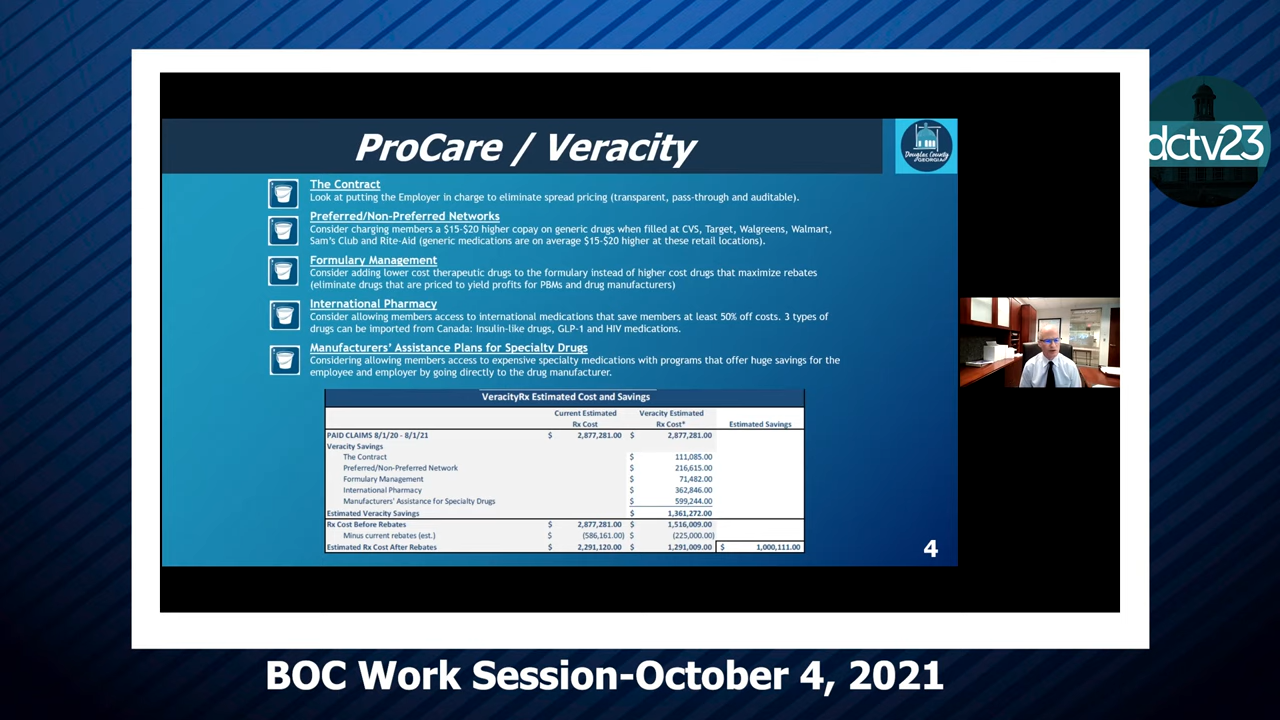 ProCare / Veracity
Douglas County
GEORGIA
dctv23
The Contract
Look at putting the Employer in charge to eliminate spread pricing (transparent, pass-through and auditable).
Preferred/Non-Preferred Networks
Consider charging members a $15-$20 higher copay on generic drugs when filled at CVS, Target, Walgreens, Walmart,
Sam's Club and Rite-Aid (generic medications are on average $15-$20 higher at these retail locations).
Formulary Management
Consider adding lower cost therapeutic drugs to the formulary instead of higher cost drugs that maximize rebates
(eliminate drugs that are priced to yield profits for PBMs and drug manufacturers)
International Pharmacy
Consider allowing members access to international medications that save members at least 50% off costs. 3 types of
drugs can be imported from Canada: Insulin-like drugs, GLP-1 and HIV medications.
Manufacturers' Assistance Plans for Specialty Drugs
Considering allowing members access to expensive specialty medications with programs that offer huge savings for the
employee and employer by going directly to the drug manufacturer.
VeracityRx Estimated Cost and Savings
Current Estimated Veracity Estimated
Rx Cost Rx Cost* Estimated Savings
PAID CLAIMS 8/1/20 - 8/1/21 $ 2,877,281.00 $ 2,877,281.00
Veracity Savings
The Contract $ 111,085.00
Preferred/Non-Preferred Network $ 216,615.00
Formulary Management $ 71,482.00
International Pharmacy $ 362,846.00
Manufacturers' Assistance for Specialty Drugs $ 599,244.00
Estimated Veracity Savings $ 1,361,272.00
Rx Cost Before Rebates $ 2,877,281.00 $ 1,516,009.00
Minus current rebates (est.) $ (586,161.00) $ (225,000.00)
Estimated Rx Cost After Rebates $ 2,291,120.00 $ 1,291,009.00 $ 1,000,111.00
4
BOC Work Session-October 4, 2021